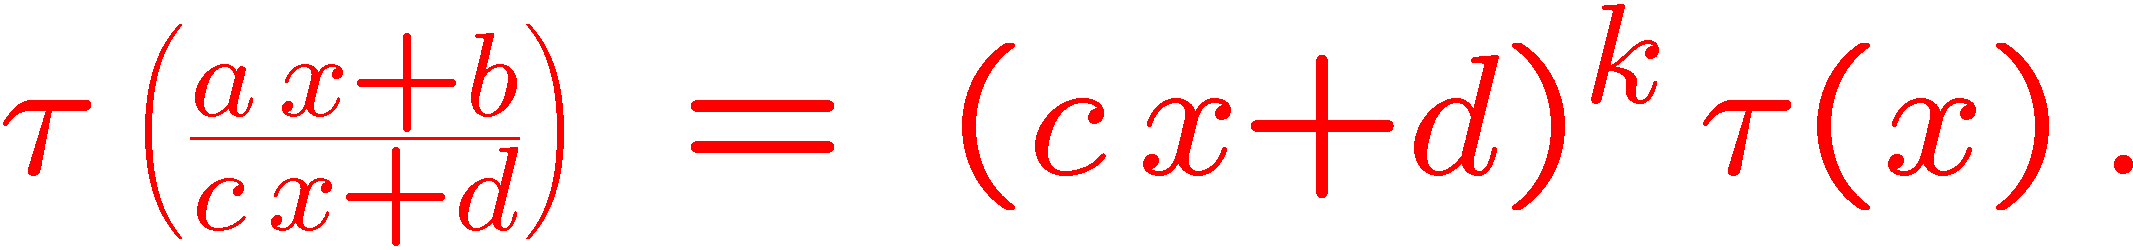 τ((a x+b)/(c x+d)) = (c x+d)^k τ(x).